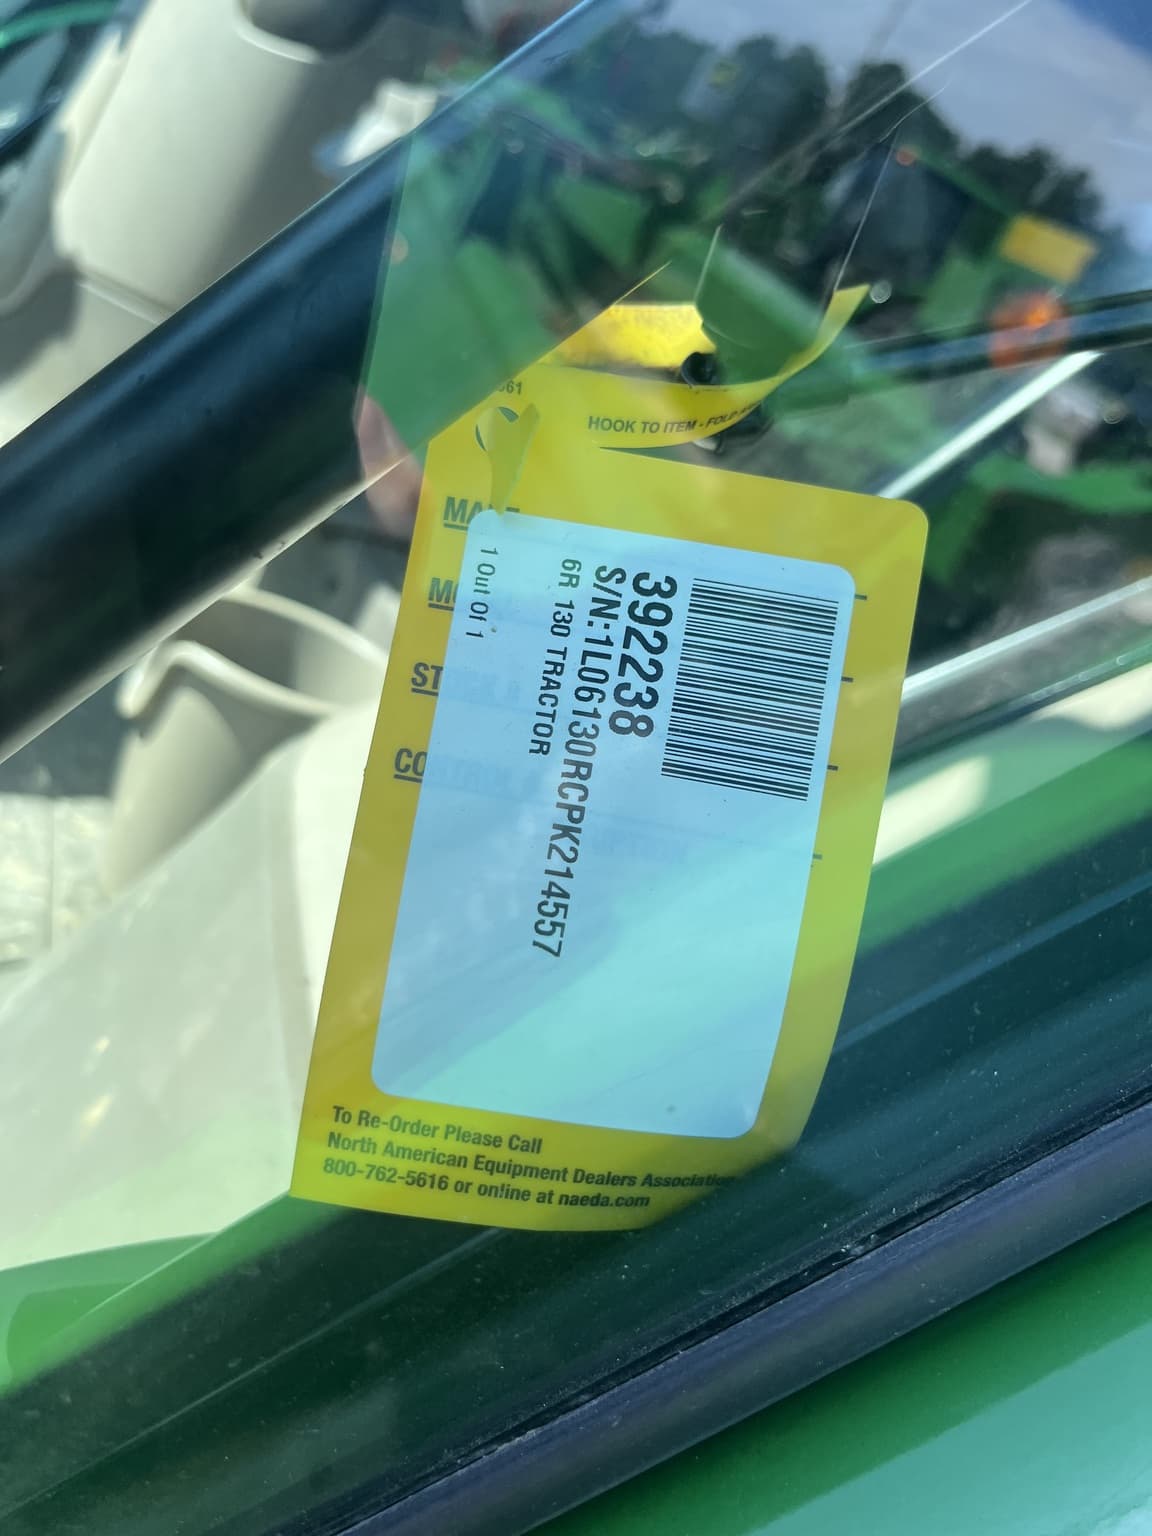 HOOK TO ITEM - FOLD
392238
S/N:1L06130RCPK214557
6R 130 TRACTOR
1 Out Of 1
To Re-Order Please Call
North American Equipment Dealers Association
800-762-5616 or online at naeda.com